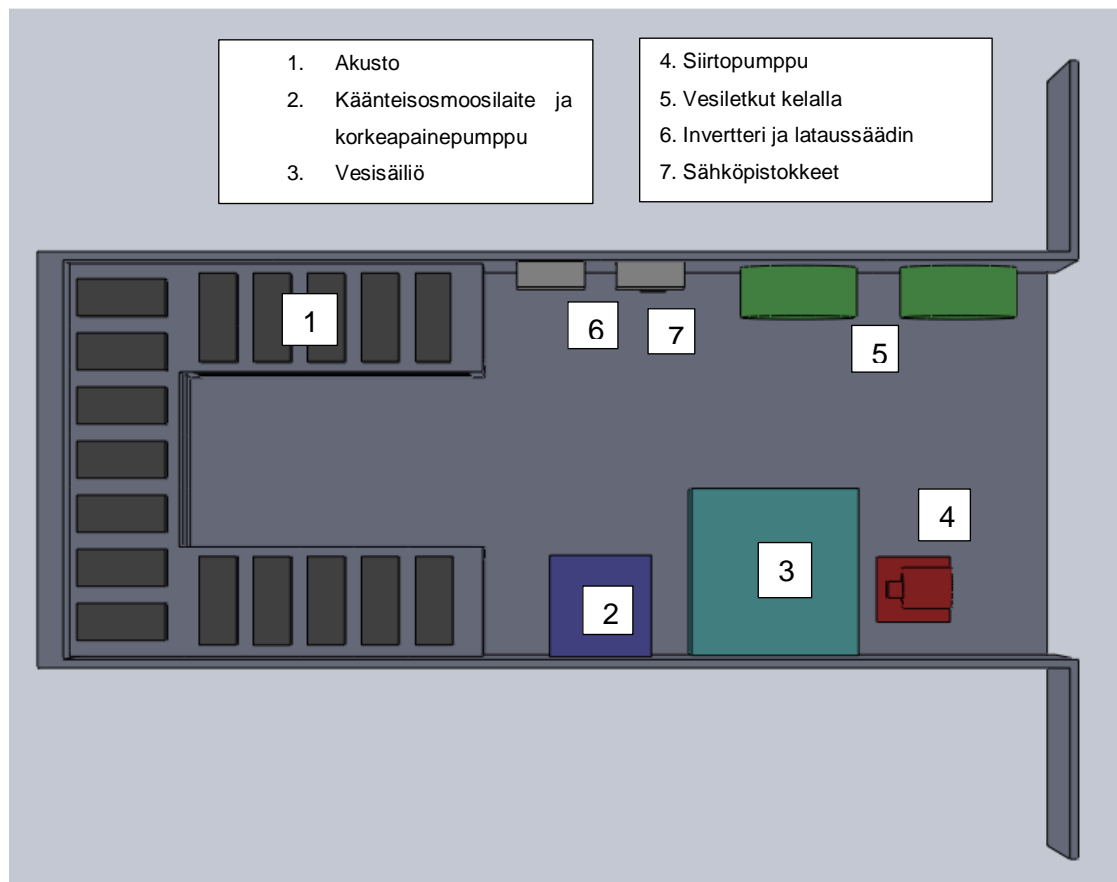 1. Akusto
2. Käänteisosmoosilaite ja
korkeapainepumppu
3. Vesisäiliö
4. Siirtopumppu
5. Vesiletkut kelalla
6. Invertteri ja lataussäädin
7. Sähköpistokkeet
1
6
7
5
4
3
2